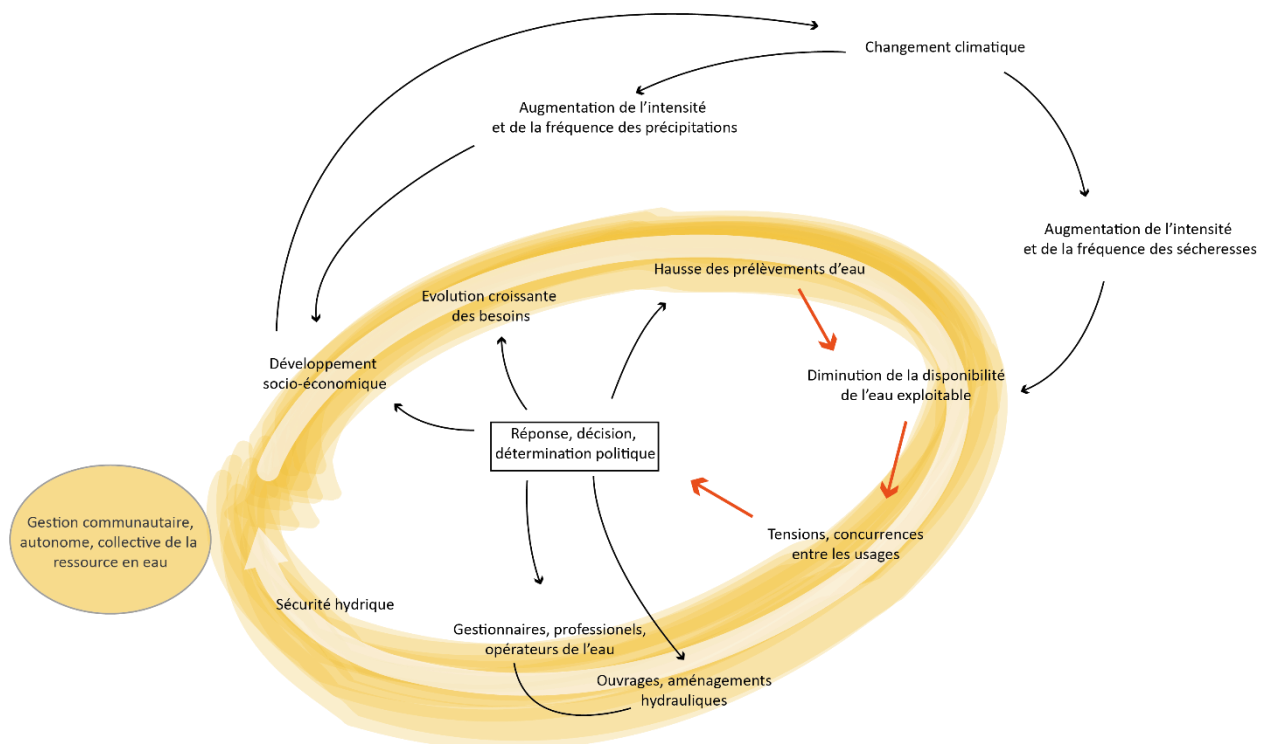 Changement climatique
Augmentation de l'intensité
et de la fréquence des précipitations
Augmentation de l'intensité
et de la fréquence des sécheresses
Hausse des prélèvements d'eau
Evolution croissante
des besoins
Développement
socio-économique
Diminution de la disponibilité
de l'eau exploitable
Réponse, décision,
détermination politique
Gestion communautaire,
autonome, collective de la
ressource en eau
Tensions, concurrences
entre les usages
Sécurité hydrique
Gestionnaires, professionels,
opérateurs de l'eau
Ouvrages, aménagements
hydrauliques